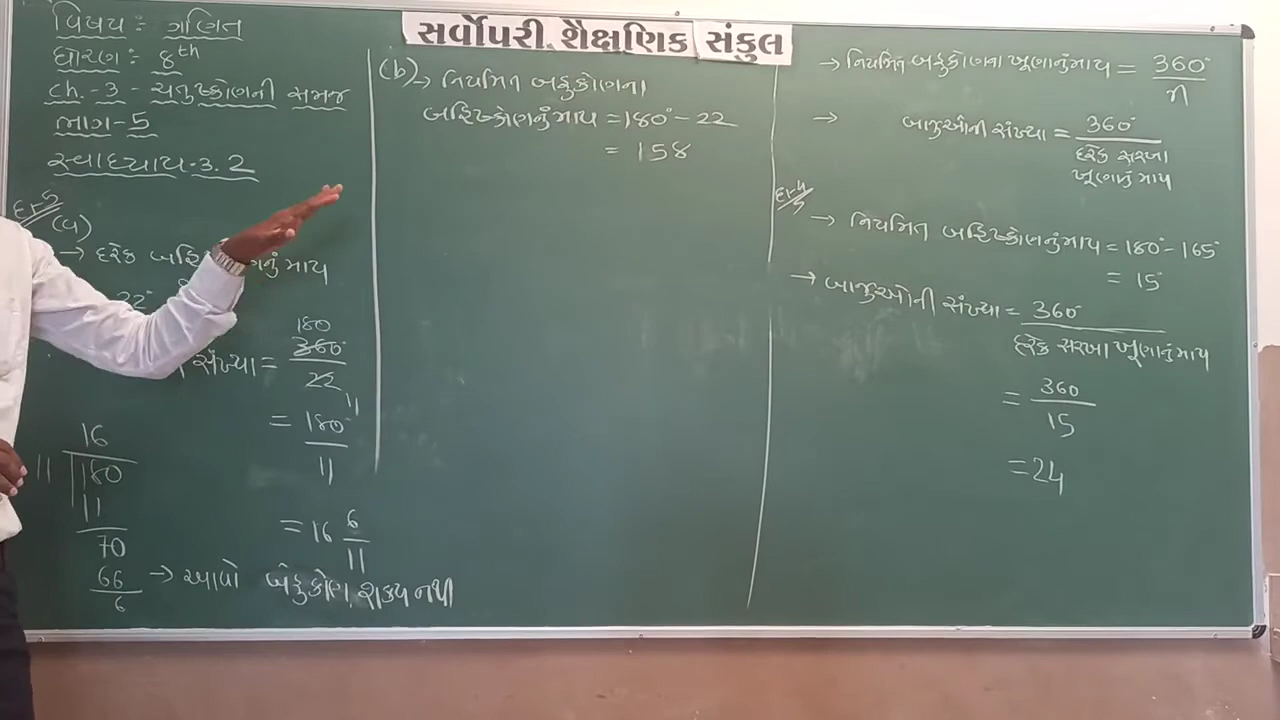 સર્વોપરી શૈક્ષણિક સંકુલ
વિષય : ગણિત
ધોરણ : 8th
ch.-3 - ચતુષ્કોણની સમજ
ભાગ-5
સ્વાધ્યાય-3.2
(a)
→ દરેક
માપ
22°
સંખ્યા = 360° / 22
180
11
= 180° / 11
= 16 6/11
16
11 180
11
70
66
6
→ આવો બહુકોણ શક્ય નથી
(b) → નિયમિત બહુકોણના
બહિષ્કોણનું માપ = 180° - 22
= 158
→ નિયમિત બહુકોણના ખૂણાનું માપ = 360° / n
→ બાજુઓની સંખ્યા = 360° / દરેક સરખા
ખૂણાનું માપ
→ નિયમિત બહિષ્કોણનું માપ = 180° - 165°
= 15°
→ બાજુઓની સંખ્યા = 360° / દરેક સરખા ખૂણાનું માપ
= 360 / 15
= 24